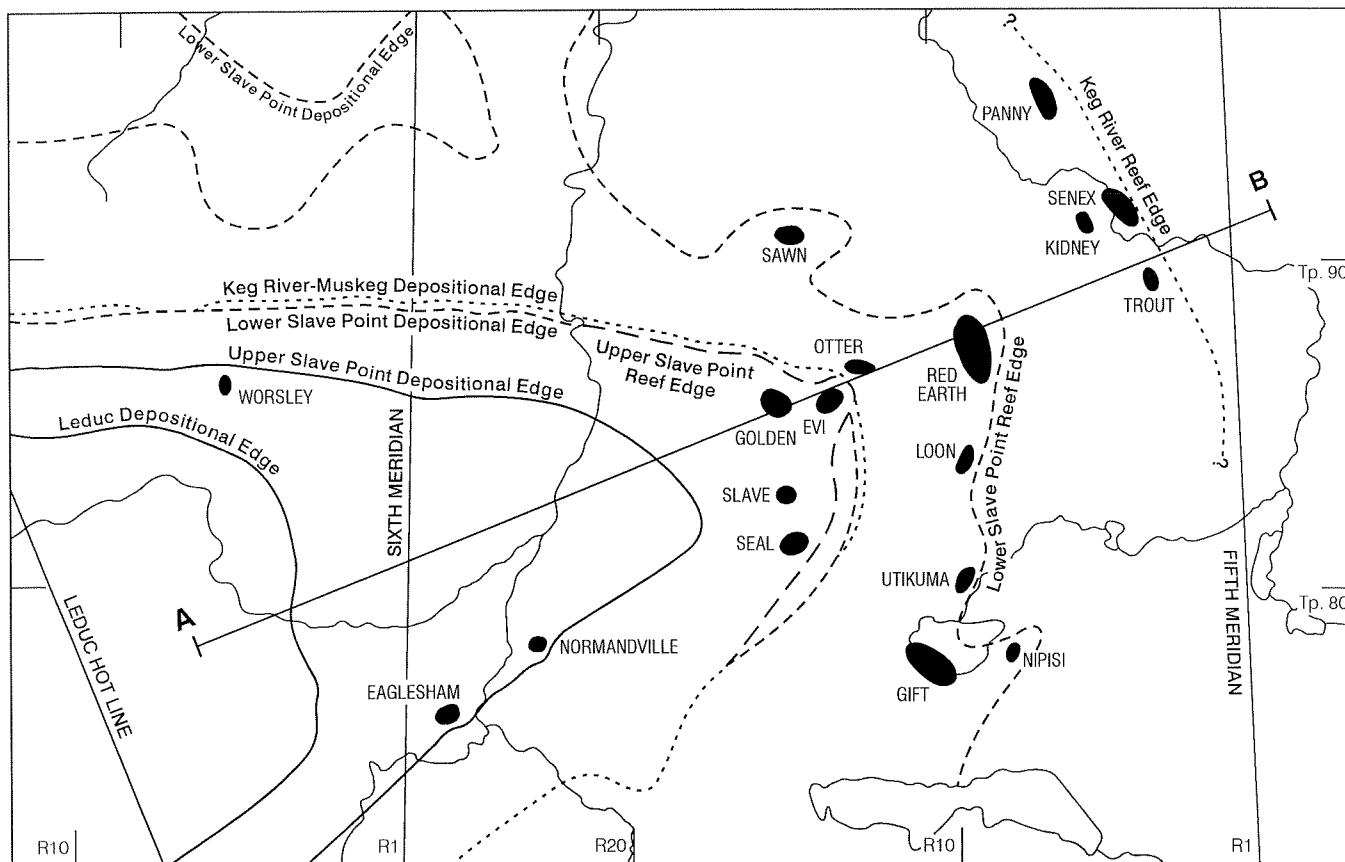 Lower Slave Point Depositional Edge
?
PANNY
Keg River Reef Edge
B
SENEX
KIDNEY
SAWN
Tp. 90
TROUT
Keg River-Muskeg Depositional Edge
Lower Slave Point Depositional Edge
Upper Slave Point
Reef Edge
OTTER
Upper Slave Point Depositional Edge
RED
EARTH
WORSLEY
Leduc Depositional Edge
GOLDEN
EVI
SIXTH MERIDIAN
LOON
Lower Slave Point Reef Edge
?
SLAVE
SEAL
UTIKUMA
FIFTH MERIDIAN
Tp. 80
A
LEDUC HOT LINE
NORMANDVILLE
NIPISI
GIFT
EAGLESHAM
R10
R1
R20
R10
R1